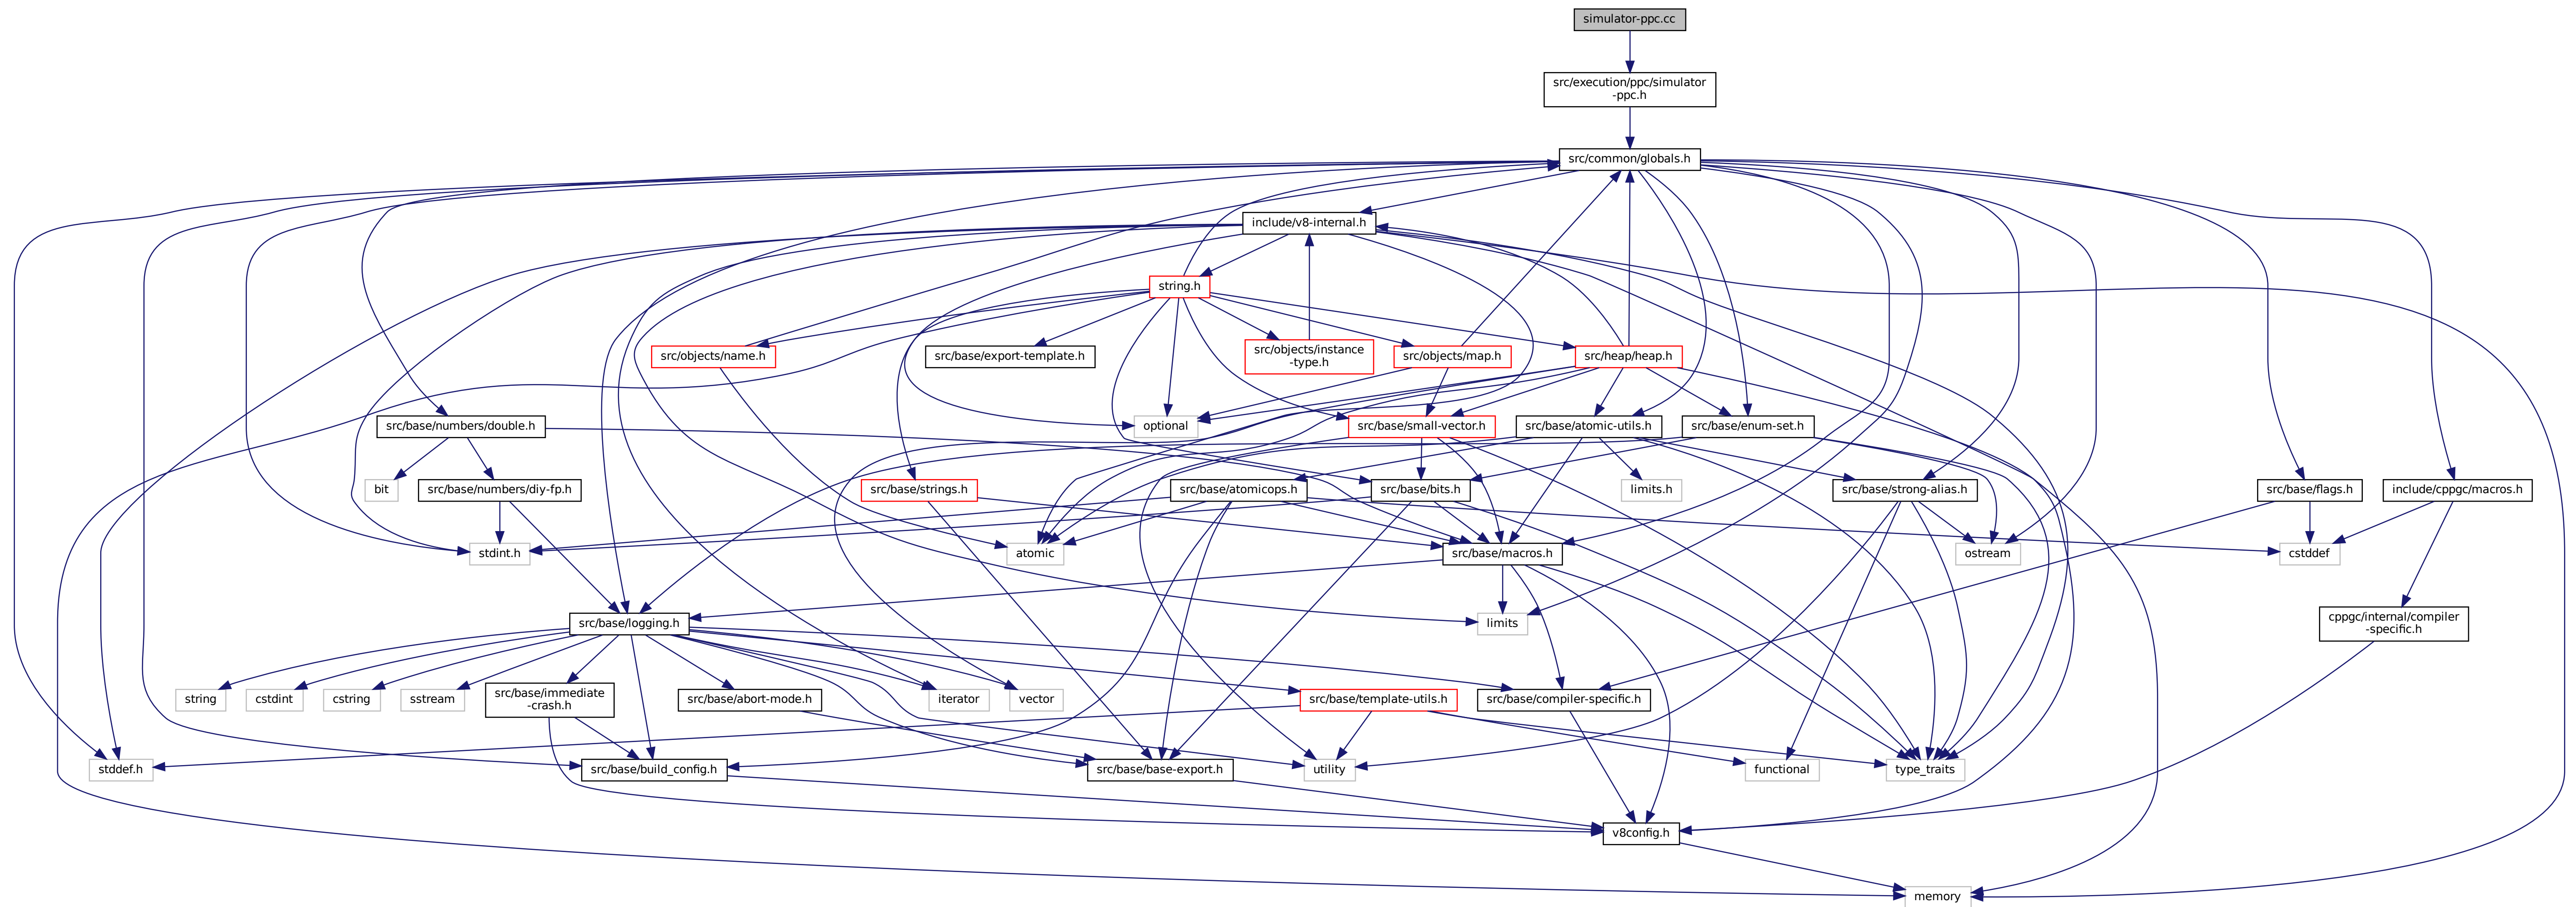 simulator-ppc.cc
src/execution/ppc/simulator
-ppc.h
src/common/globals.h
include/v8-internal.h
string.h
src/objects/name.h
src/base/export-template.h
src/objects/instance
-type.h
src/objects/map.h
src/heap/heap.h
src/base/numbers/double.h
optional
src/base/small-vector.h
src/base/atomic-utils.h
src/base/enum-set.h
bit
src/base/numbers/diy-fp.h
src/base/strings.h
src/base/atomicops.h
src/base/bits.h
limits.h
src/base/strong-alias.h
src/base/flags.h
include/cppgc/macros.h
stdint.h
atomic
src/base/macros.h
ostream
cstddef
src/base/logging.h
limits
cppgc/internal/compiler
-specific.h
string
cstdint
cstring
sstream
src/base/immediate
-crash.h
src/base/abort-mode.h
iterator
vector
src/base/template-utils.h
src/base/compiler-specific.h
stddef.h
src/base/build_config.h
src/base/base-export.h
utility
functional
type_traits
v8config.h
memory